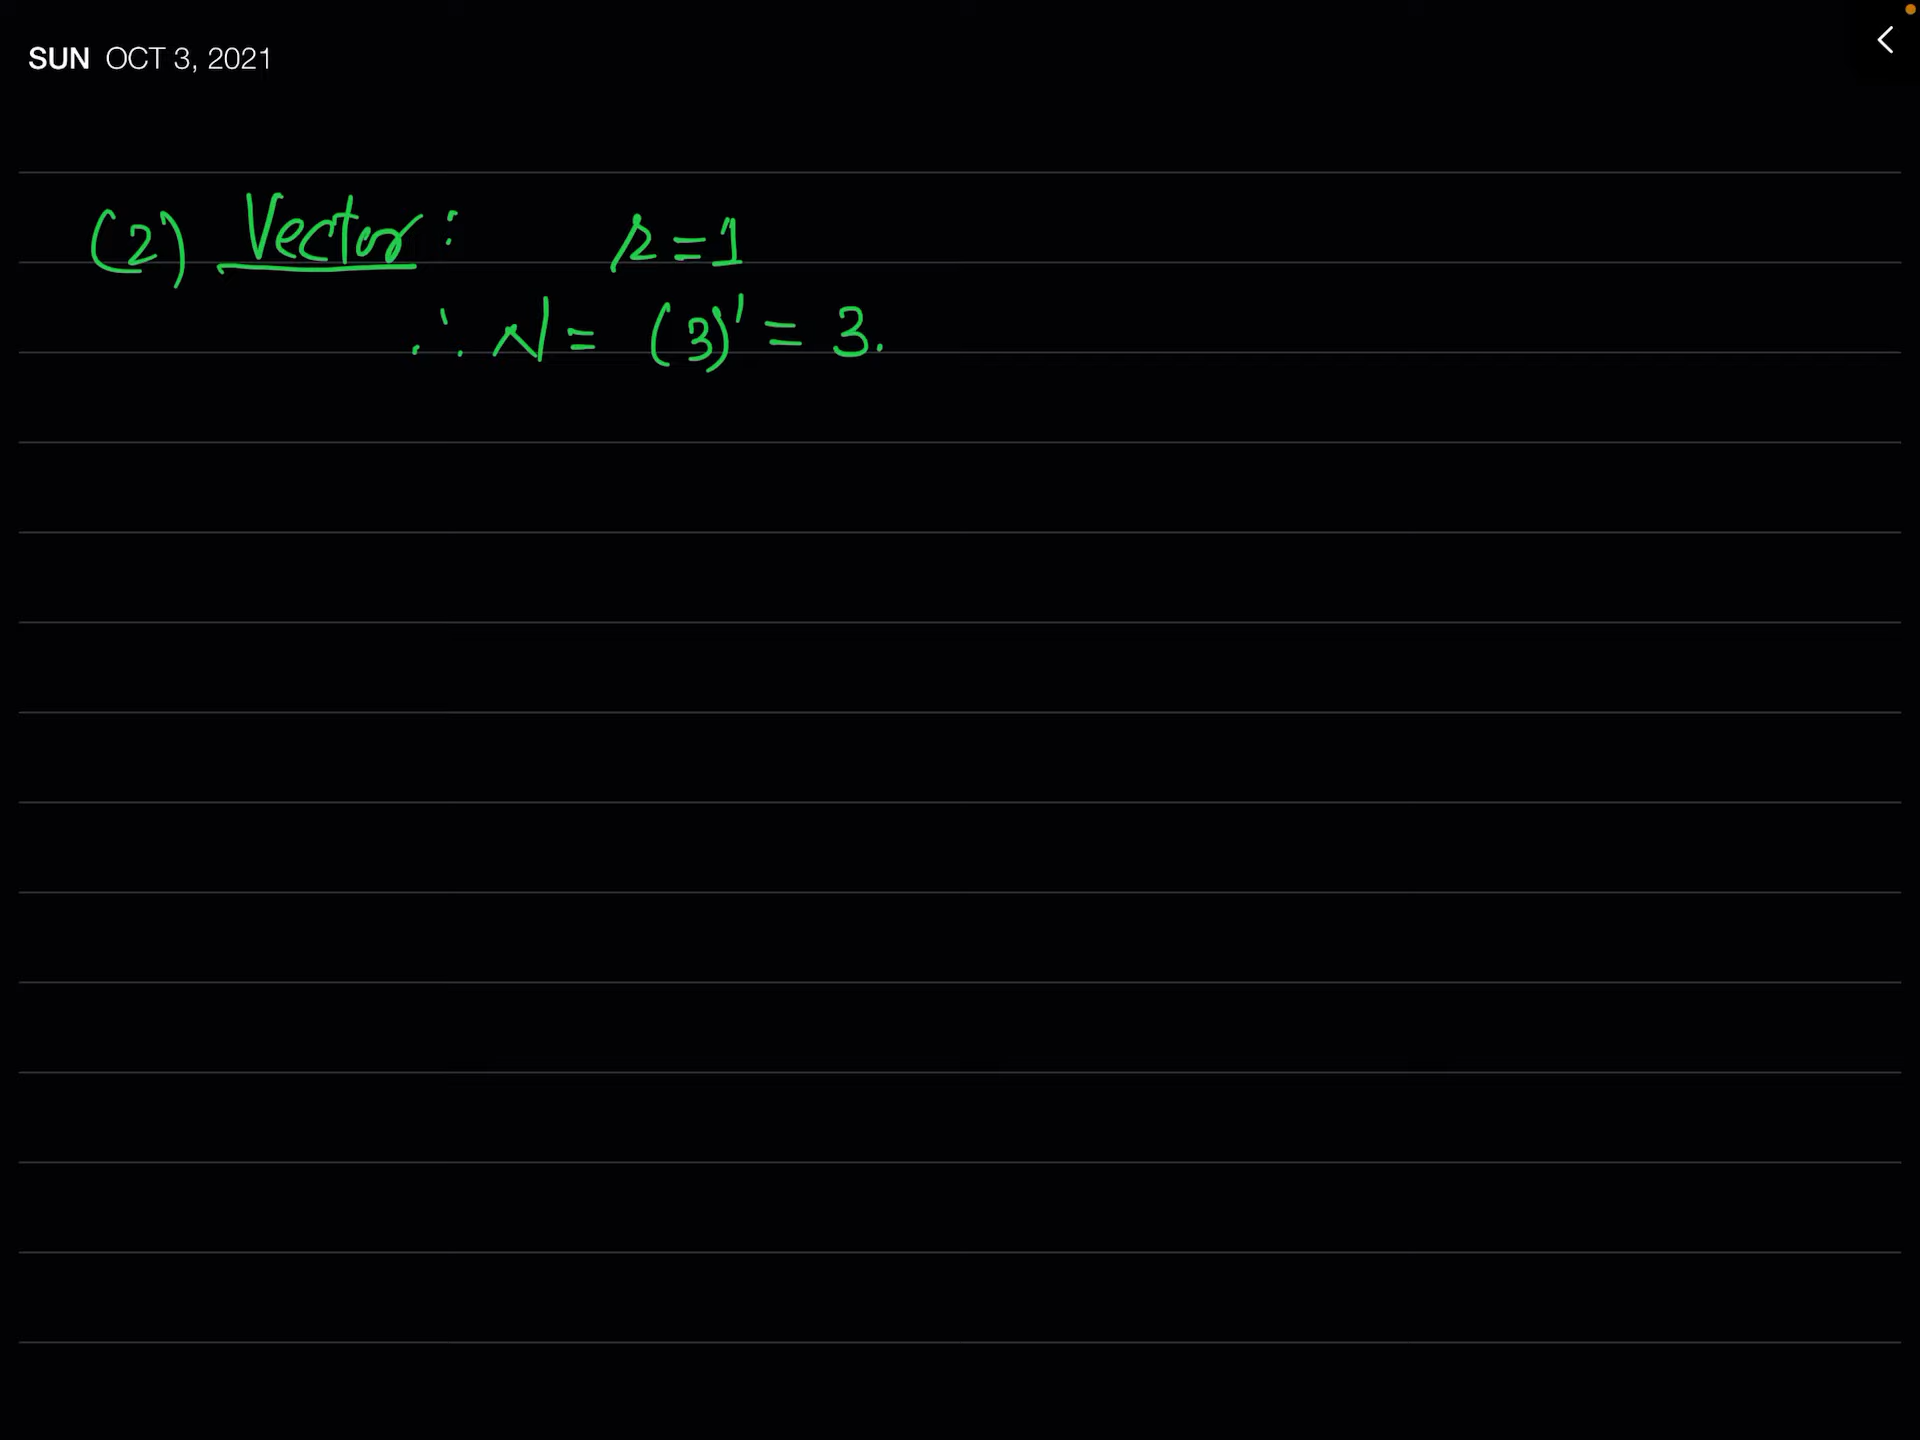 SUN OCT 3, 2021
(2) Vector : r = 1
∴ N = (3)¹ = 3.